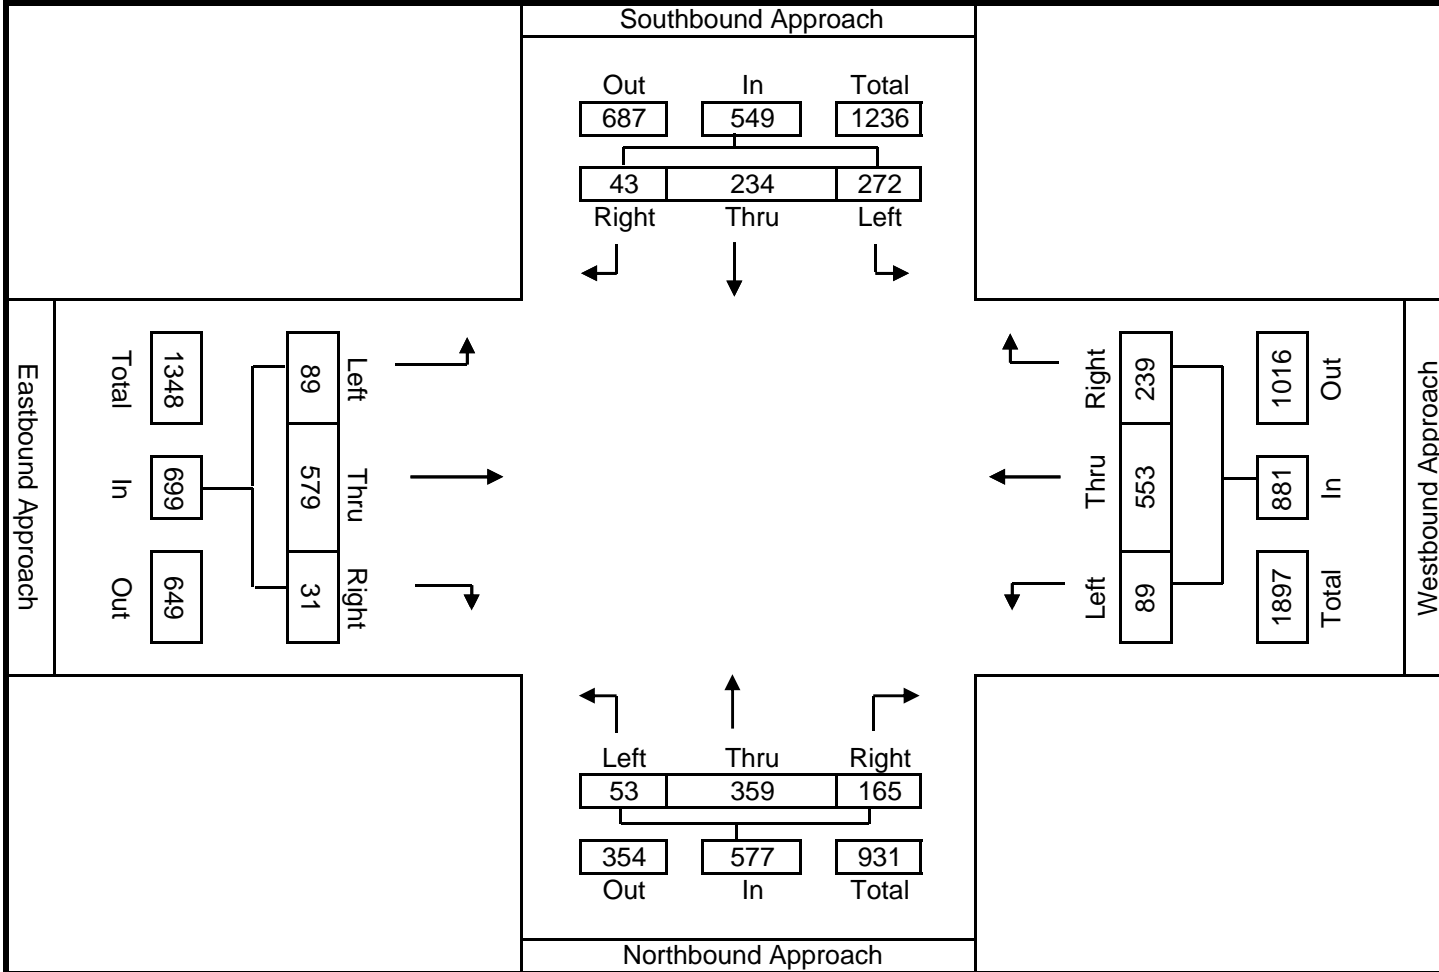 Southbound Approach
Out In Total
687 549 1236
43 234 272
Right Thru Left
Eastbound Approach
Total In Out
1348 699 649
89 579 31
Left Thru Right
Right Thru Left
239 553 89
1016 881 1897
Out In Total
Westbound Approach
Left Thru Right
53 359 165
354 577 931
Out In Total
Northbound Approach